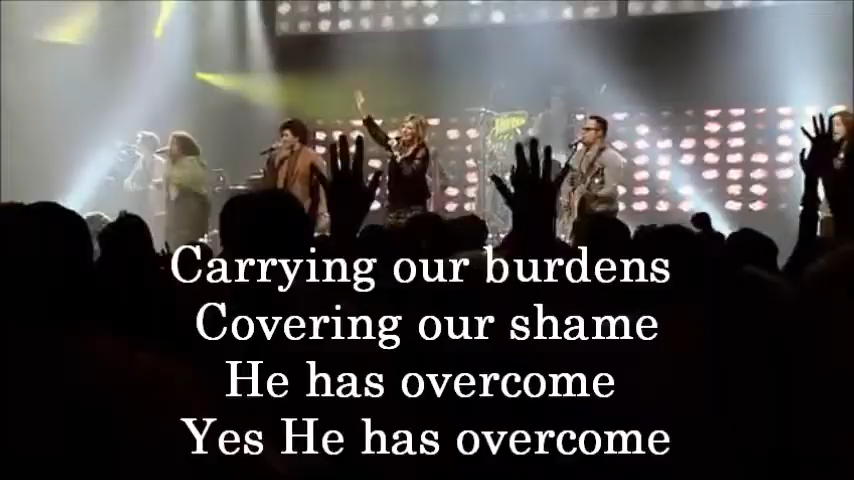 Carrying our burdens
Covering our shame
He has overcome
Yes He has overcome